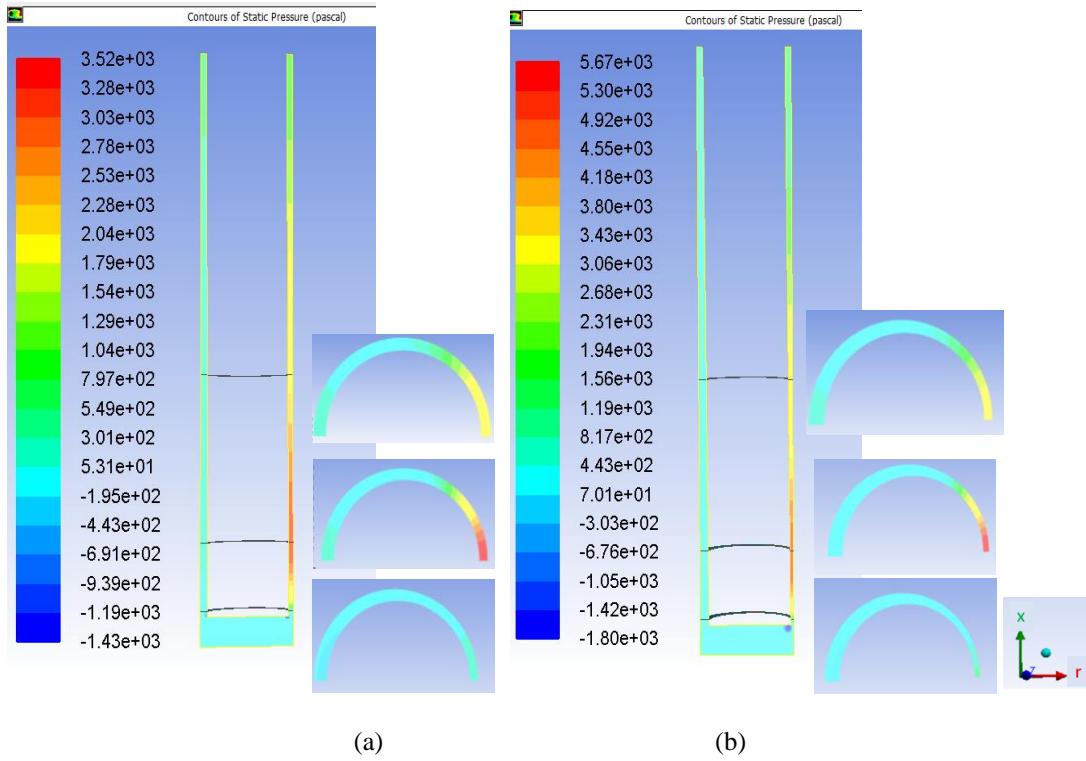 Contours of Static Pressure (pascal)
3.52e+03
3.28e+03
3.03e+03
2.78e+03
2.53e+03
2.28e+03
2.04e+03
1.79e+03
1.54e+03
1.29e+03
1.04e+03
7.97e+02
5.49e+02
3.01e+02
5.31e+01
-1.95e+02
-4.43e+02
-6.91e+02
-9.39e+02
-1.19e+03
-1.43e+03
(a)
Contours of Static Pressure (pascal)
5.67e+03
5.30e+03
4.92e+03
4.55e+03
4.18e+03
3.80e+03
3.43e+03
3.06e+03
2.68e+03
2.31e+03
1.94e+03
1.56e+03
1.19e+03
8.17e+02
4.43e+02
7.01e+01
-3.03e+02
-6.76e+02
-1.05e+03
-1.42e+03
-1.80e+03
X
Z
r
(b)